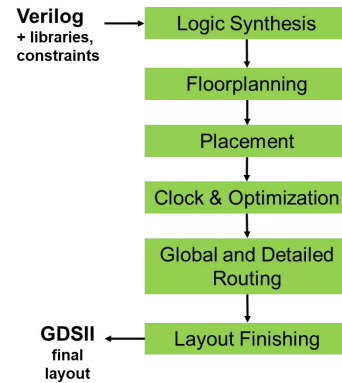 Verilog
+ libraries,
constraints
Logic Synthesis
Floorplanning
Placement
Clock & Optimization
Global and Detailed
Routing
Layout Finishing
GDSII
final
layout